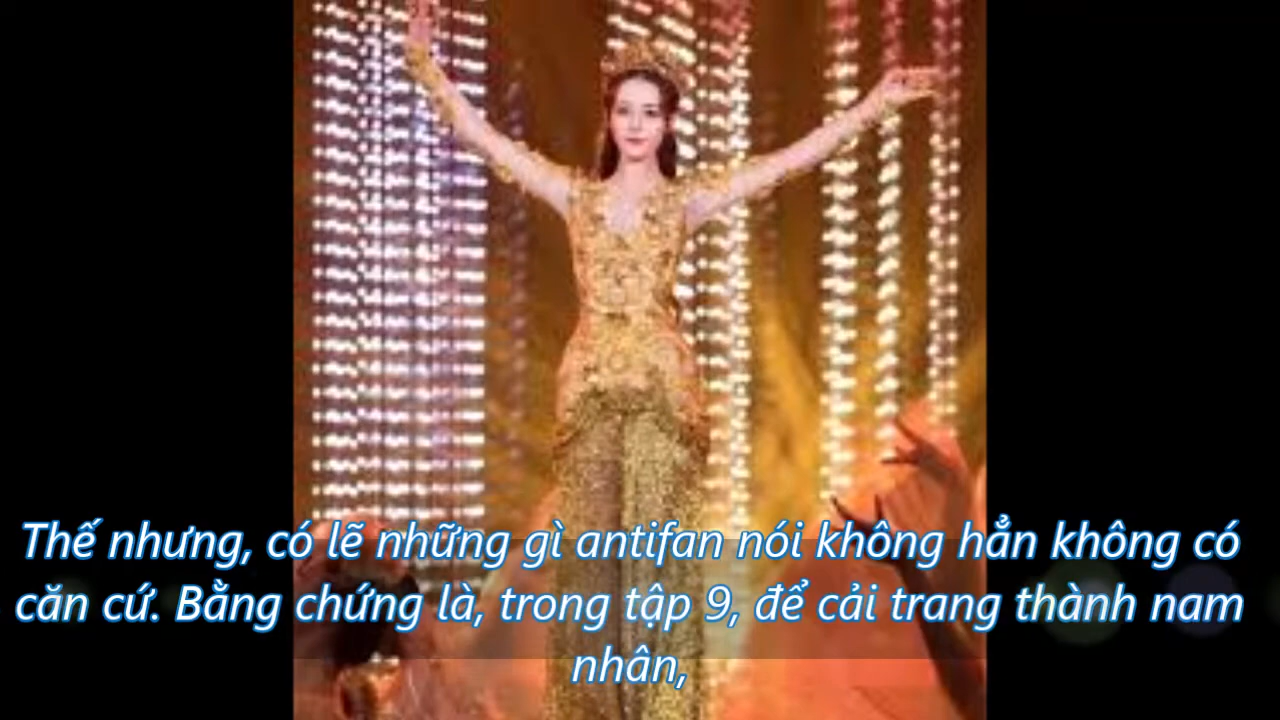 Thế nhưng, có lẽ những gì antifan nói không hẳn không có
căn cứ. Bằng chứng là, trong tập 9, để cải trang thành nam
nhân,